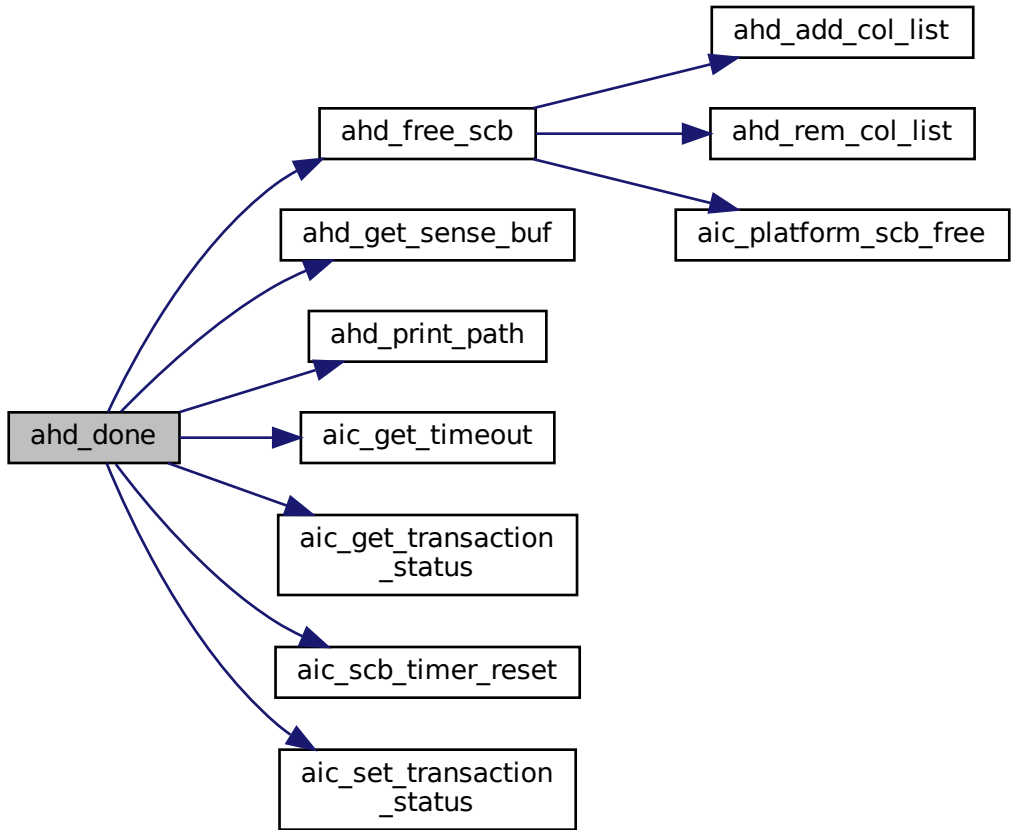 ahd_add_col_list
ahd_free_scb
ahd_rem_col_list
ahd_get_sense_buf
aic_platform_scb_free
ahd_print_path
ahd_done
aic_get_timeout
aic_get_transaction
_status
aic_scb_timer_reset
aic_set_transaction
_status